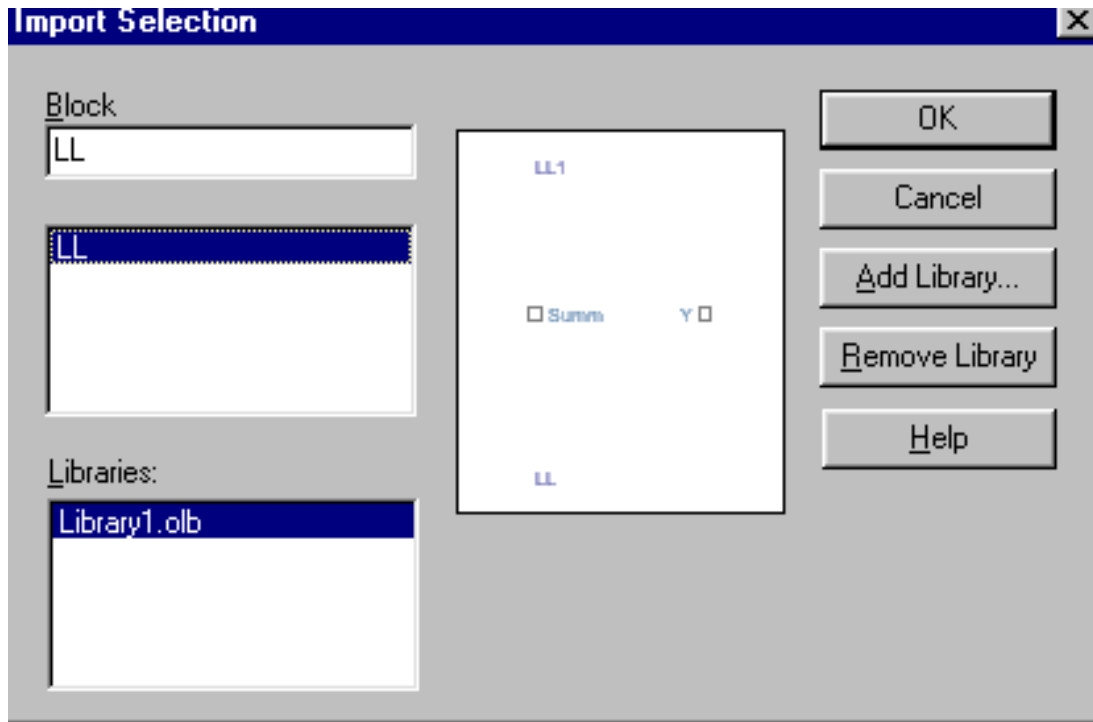 Import Selection
Block
LL
LL
Libraries:
Library1.olb
LL1
Summ Y
LL
OK
Cancel
Add Library...
Remove Library
Help